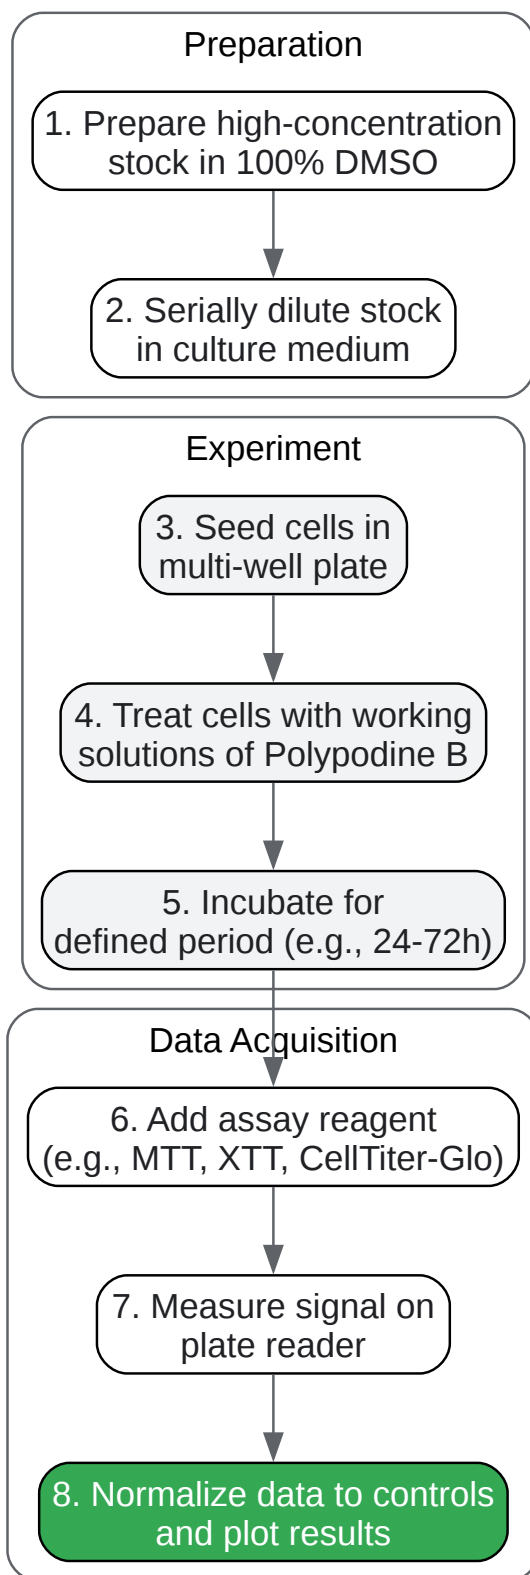 Preparation
1. Prepare high-concentration
stock in 100% DMSO
2. Serially dilute stock
in culture medium
Experiment
3. Seed cells in
multi-well plate
4. Treat cells with working
solutions of Polypodine B
5. Incubate for
defined period (e.g., 24-72h)
Data Acquisition
6. Add assay reagent
(e.g., MTT, XTT, CellTiter-Glo)
7. Measure signal on
plate reader
8. Normalize data to controls
and plot results